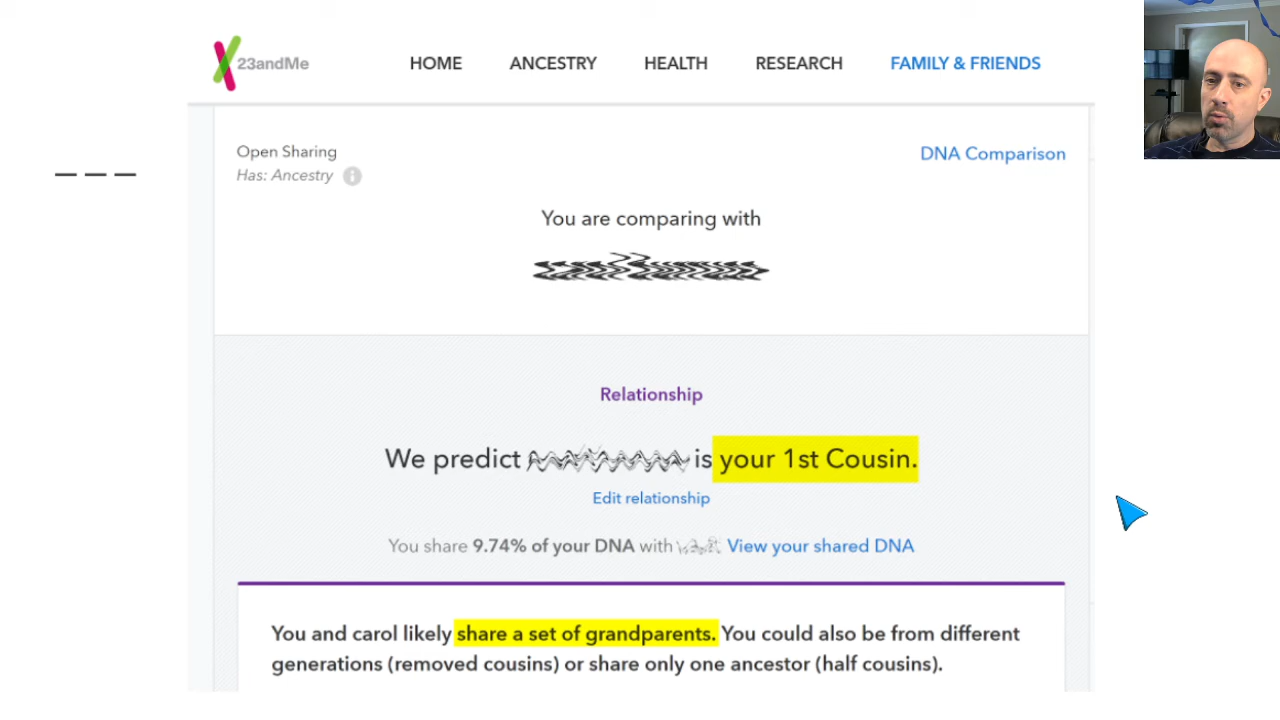 23andMe
HOME ANCESTRY HEALTH RESEARCH FAMILY & FRIENDS
Open Sharing
Has: Ancestry
DNA Comparison
You are comparing with
Relationship
We predict is your 1st Cousin.
Edit relationship
You share 9.74% of your DNA with View your shared DNA
You and carol likely share a set of grandparents. You could also be from different
generations (removed cousins) or share only one ancestor (half cousins).